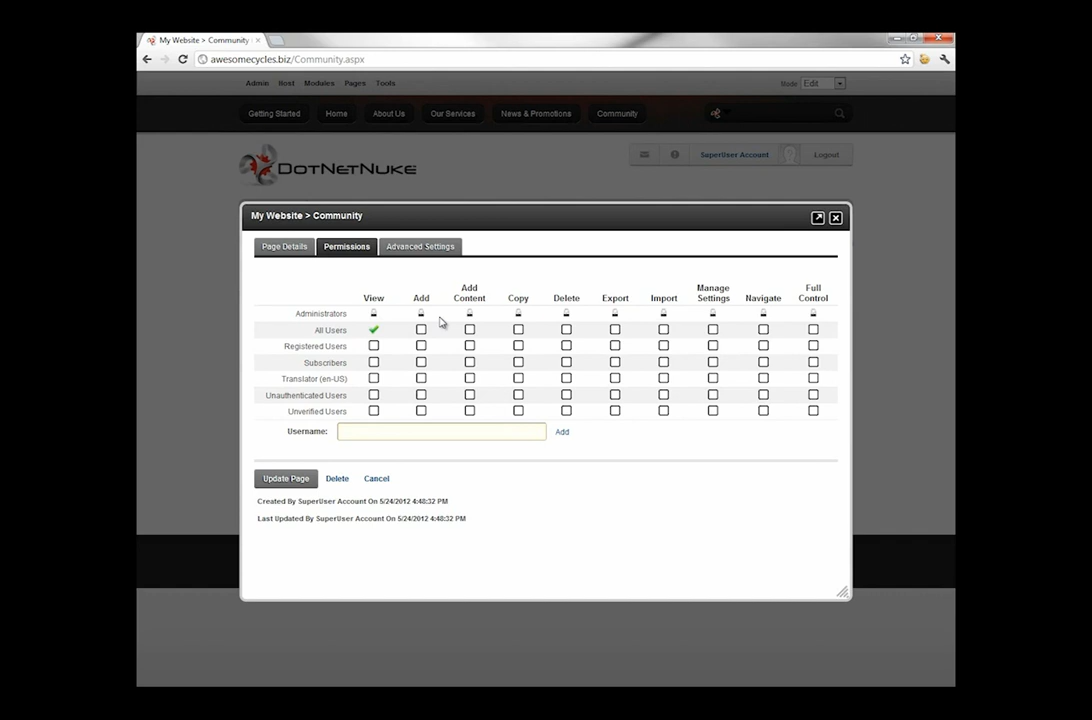 My Website > Community
awesomecycles.biz/Community.aspx
Admin Host Modules Pages Tools Mode: Edit
Getting Started Home About Us Our Services News & Promotions Community
SuperUser Account Logout
DOTNETNUKE
My Website > Community
Page Details Permissions Advanced Settings
View Add Add Content Copy Delete Export Import Manage Settings Navigate Full Control
Administrators
All Users
Registered Users
Subscribers
Translator (en-US)
Unauthenticated Users
Unverified Users
Username: Add
Update Page Delete Cancel
Created By SuperUser Account On 5/24/2012 4:48:32 PM
Last Updated By SuperUser Account On 5/24/2012 4:48:32 PM